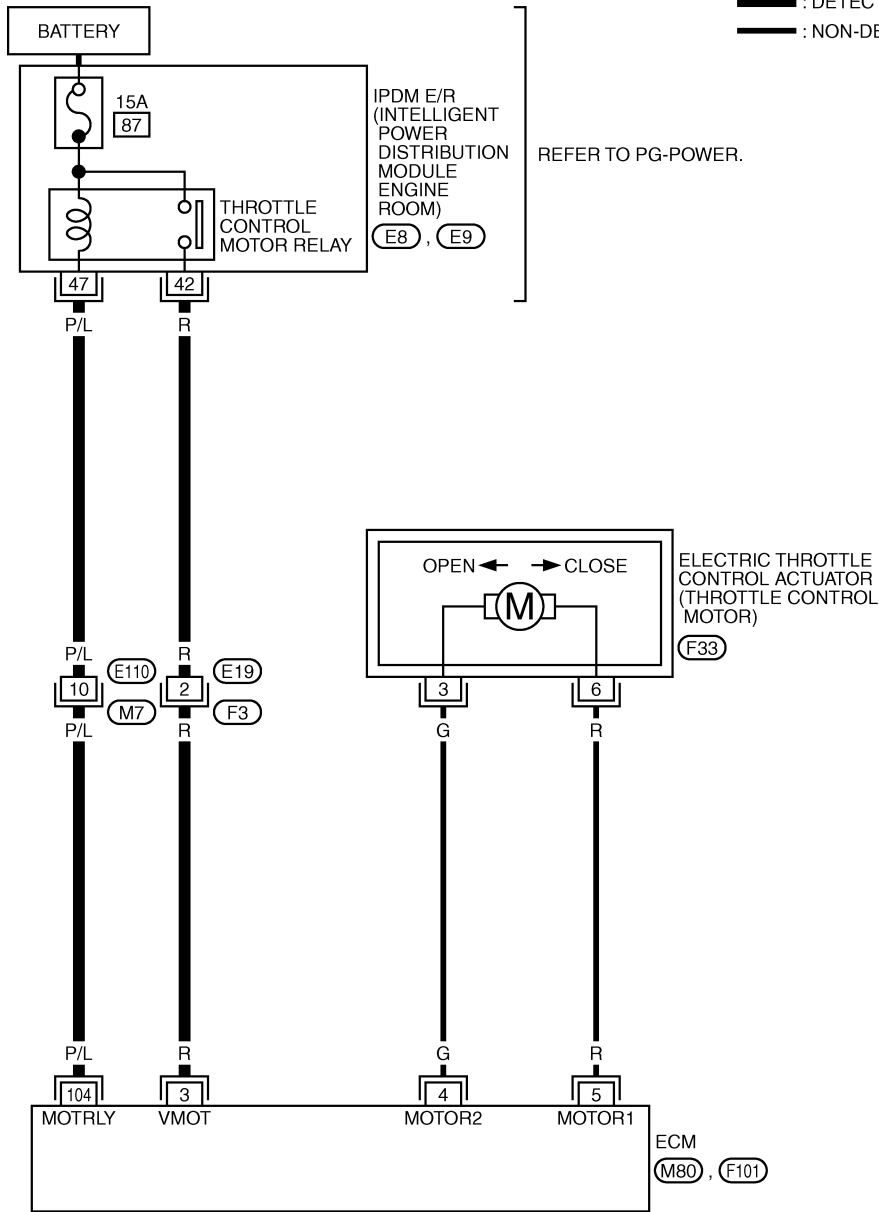 BATTERY
: DETEC
: NON-DE
15A
87
IPDM E/R
(INTELLIGENT
POWER
DISTRIBUTION
MODULE
ENGINE
ROOM)
E8 , E9
REFER TO PG-POWER.
THROTTLE
CONTROL
MOTOR RELAY
47 42
P/L R
OPEN CLOSE
M
ELECTRIC THROTTLE
CONTROL ACTUATOR
(THROTTLE CONTROL
MOTOR)
F33
P/L R
10 E110 2 E19
M7 F3
P/L R
3 6
G R
P/L R G R
104 3 4 5
MOTRLY VMOT MOTOR2 MOTOR1
ECM
M80 , F101